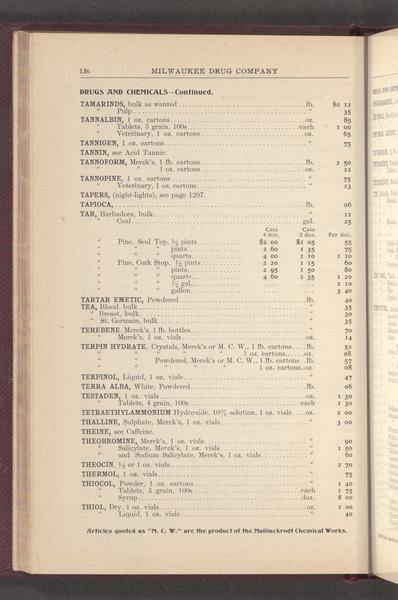 136 MILWAUKEE DRUG COMPANY
DRUGS AND CHEMICALS—Continued.
TAMARINDS, bulk as wanted lb. $0 12
" Pulp " 35
TANNALBIN, 1 oz. cartons oz. 85
" Tablets, 5 grain, 100s each 1 00
" Veterinary, 1 oz. cartons oz. 65
TANNIGEN, 1 oz. cartons " 75
TANNIN, see Acid Tannic.
TANNOFORM, Merck's, 1 lb. cartons lb. 2 50
" " 1 oz. cartons oz. 22
TANNOPINE, 1 oz. cartons " 75
" Veterinary, 1 oz. cartons " 23
TAPERS, (night-lights), see page 1207.
TAPIOCA, lb. 06
TAR, Barbadoes, bulk " 12
" Coal gal. 25
Case Case
4 doz. 2 doz. Per doz.
" Pine, Seal Top, ½ pints $2 00 $1 05 55
" " " pints 2 60 1 35 75
" " " quarts 4 00 2 10 1 10
" Pine, Cork Stop, ½ pints 2 20 1 15 60
" " " pints 2 95 1 50 80
" " " quarts 4 60 2 35 1 20
" " " ½ gal. 2 10
" " " gallon 3 40
TARTAR EMETIC, Powdered lb. 40
TEA, Blood, bulk " 35
" Breast, bulk " 30
" St. Germain, bulk " 35
TEREBENE, Merck's, 1 lb. bottles " 70
" Merck's, 1 oz. vials oz. 14
TERPIN HYDRATE, Crystals, Merck's or M. C. W., 1 lb. cartons lb. 52
" " " " " 1 oz. cartons oz. 08
" " Powdered, Merck's or M. C. W., 1 lb. cartons lb. 57
" " " " " 1 oz. cartons oz. 08
TERPINOL, Liquid, 1 oz. vials " 47
TERRA ALBA, White, Powdered lb. 06
TESTADEN, 1 oz. vials oz. 1 30
" Tablets, 4 grain, 100s each 1 30
TETRAETHYLAMMONIUM Hydroxide, 10% solution, 1 oz. vials oz. 2 00
THALLINE, Sulphate, Merck's, 1 oz. vials " 3 00
THEINE, see Caffeine.
THEOBROMINE, Merck's, 1 oz. vials " 90
" Salicylate, Merck's, 1 oz. vials " 1 50
" and Sodium Salicylate, Merck's, 1 oz. vials " 60
THEOCIN, ½ or 1 oz. vials " 2 70
THERMOL, 1 oz. vials " 75
THIOCOL, Powder, 1 oz. cartons " 1 40
" Tablets, 5 grain, 100s each 1 75
" Syrup doz. 8 00
THIOL, Dry, 1 oz. vials oz. 1 00
" Liquid, 1 oz. vials " 40
Articles quoted as "M. C. W." are the product of the Mallinckrodt Chemical Works.